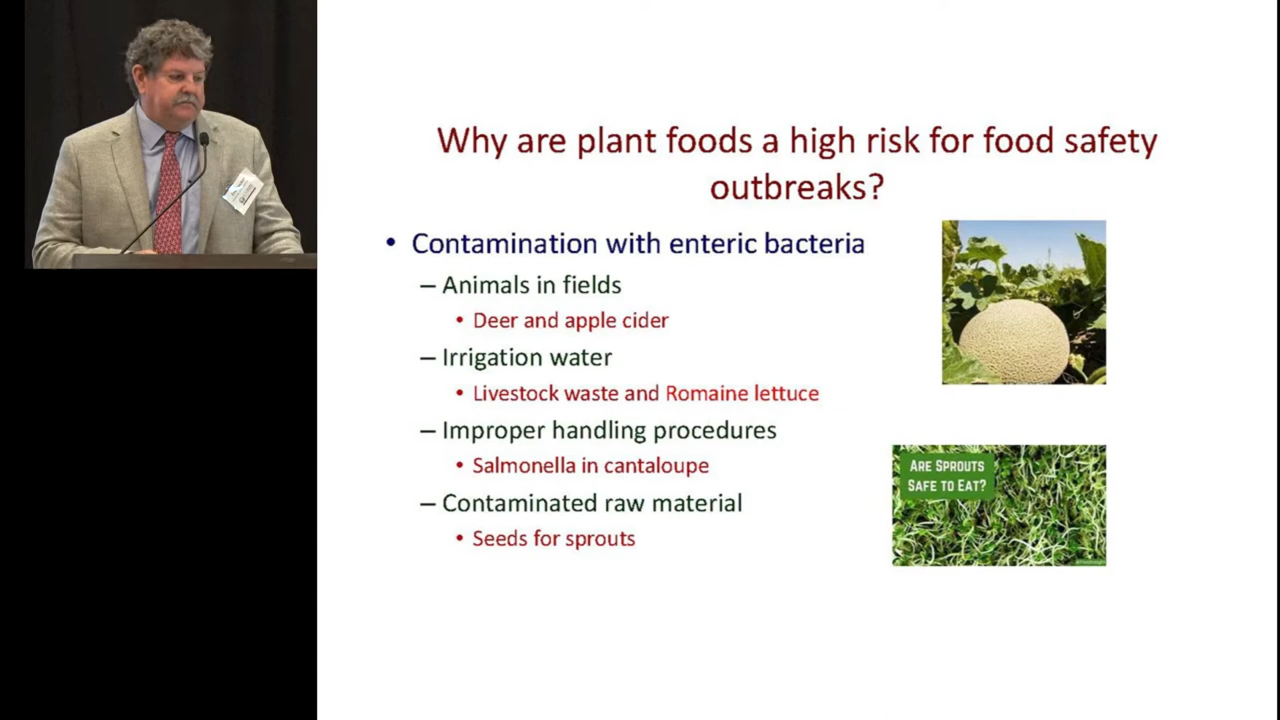 Why are plant foods a high risk for food safety
outbreaks?
• Contamination with enteric bacteria
– Animals in fields
• Deer and apple cider
– Irrigation water
• Livestock waste and Romaine lettuce
– Improper handling procedures
• Salmonella in cantaloupe
– Contaminated raw material
• Seeds for sprouts
ARE SPROUTS
SAFE TO EAT?